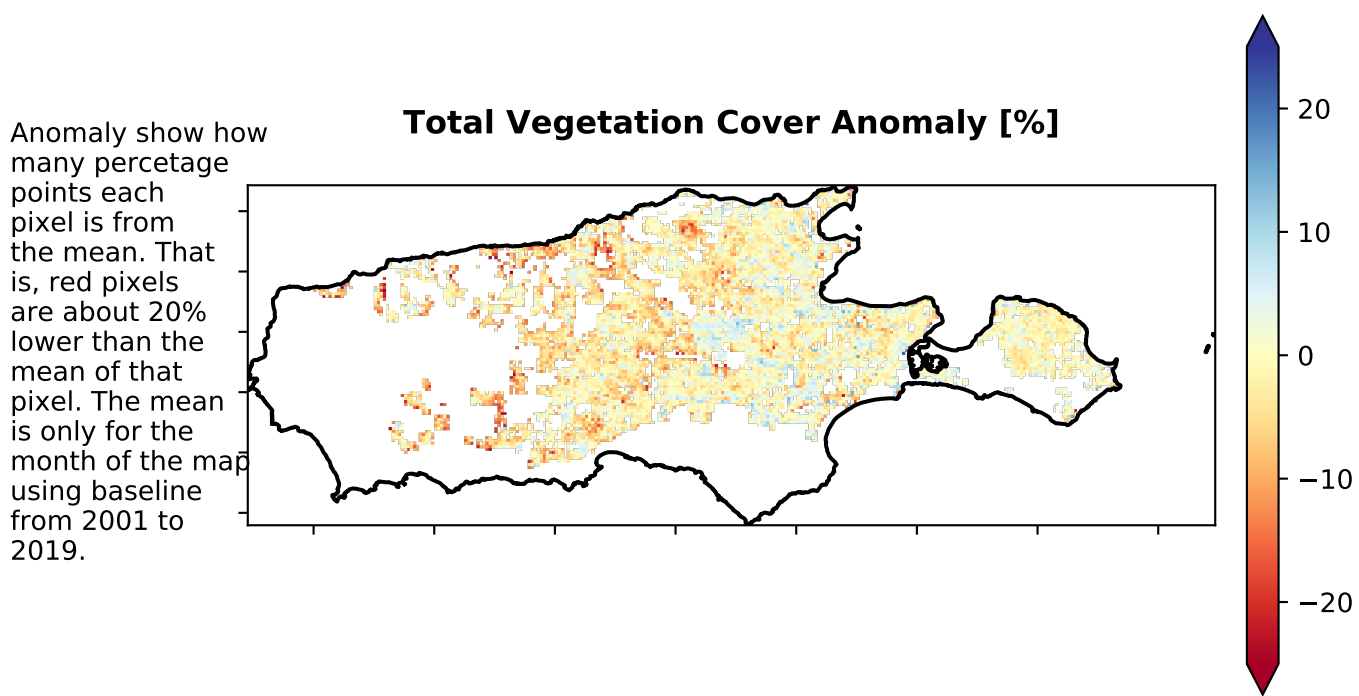 Total Vegetation Cover Anomaly [%]
Anomaly show how
many percetage
points each
pixel is from
the mean. That
is, red pixels
are about 20%
lower than the
mean of that
pixel. The mean
is only for the
month of the map
using baseline
from 2001 to
2019.
20
10
0
−10
−20